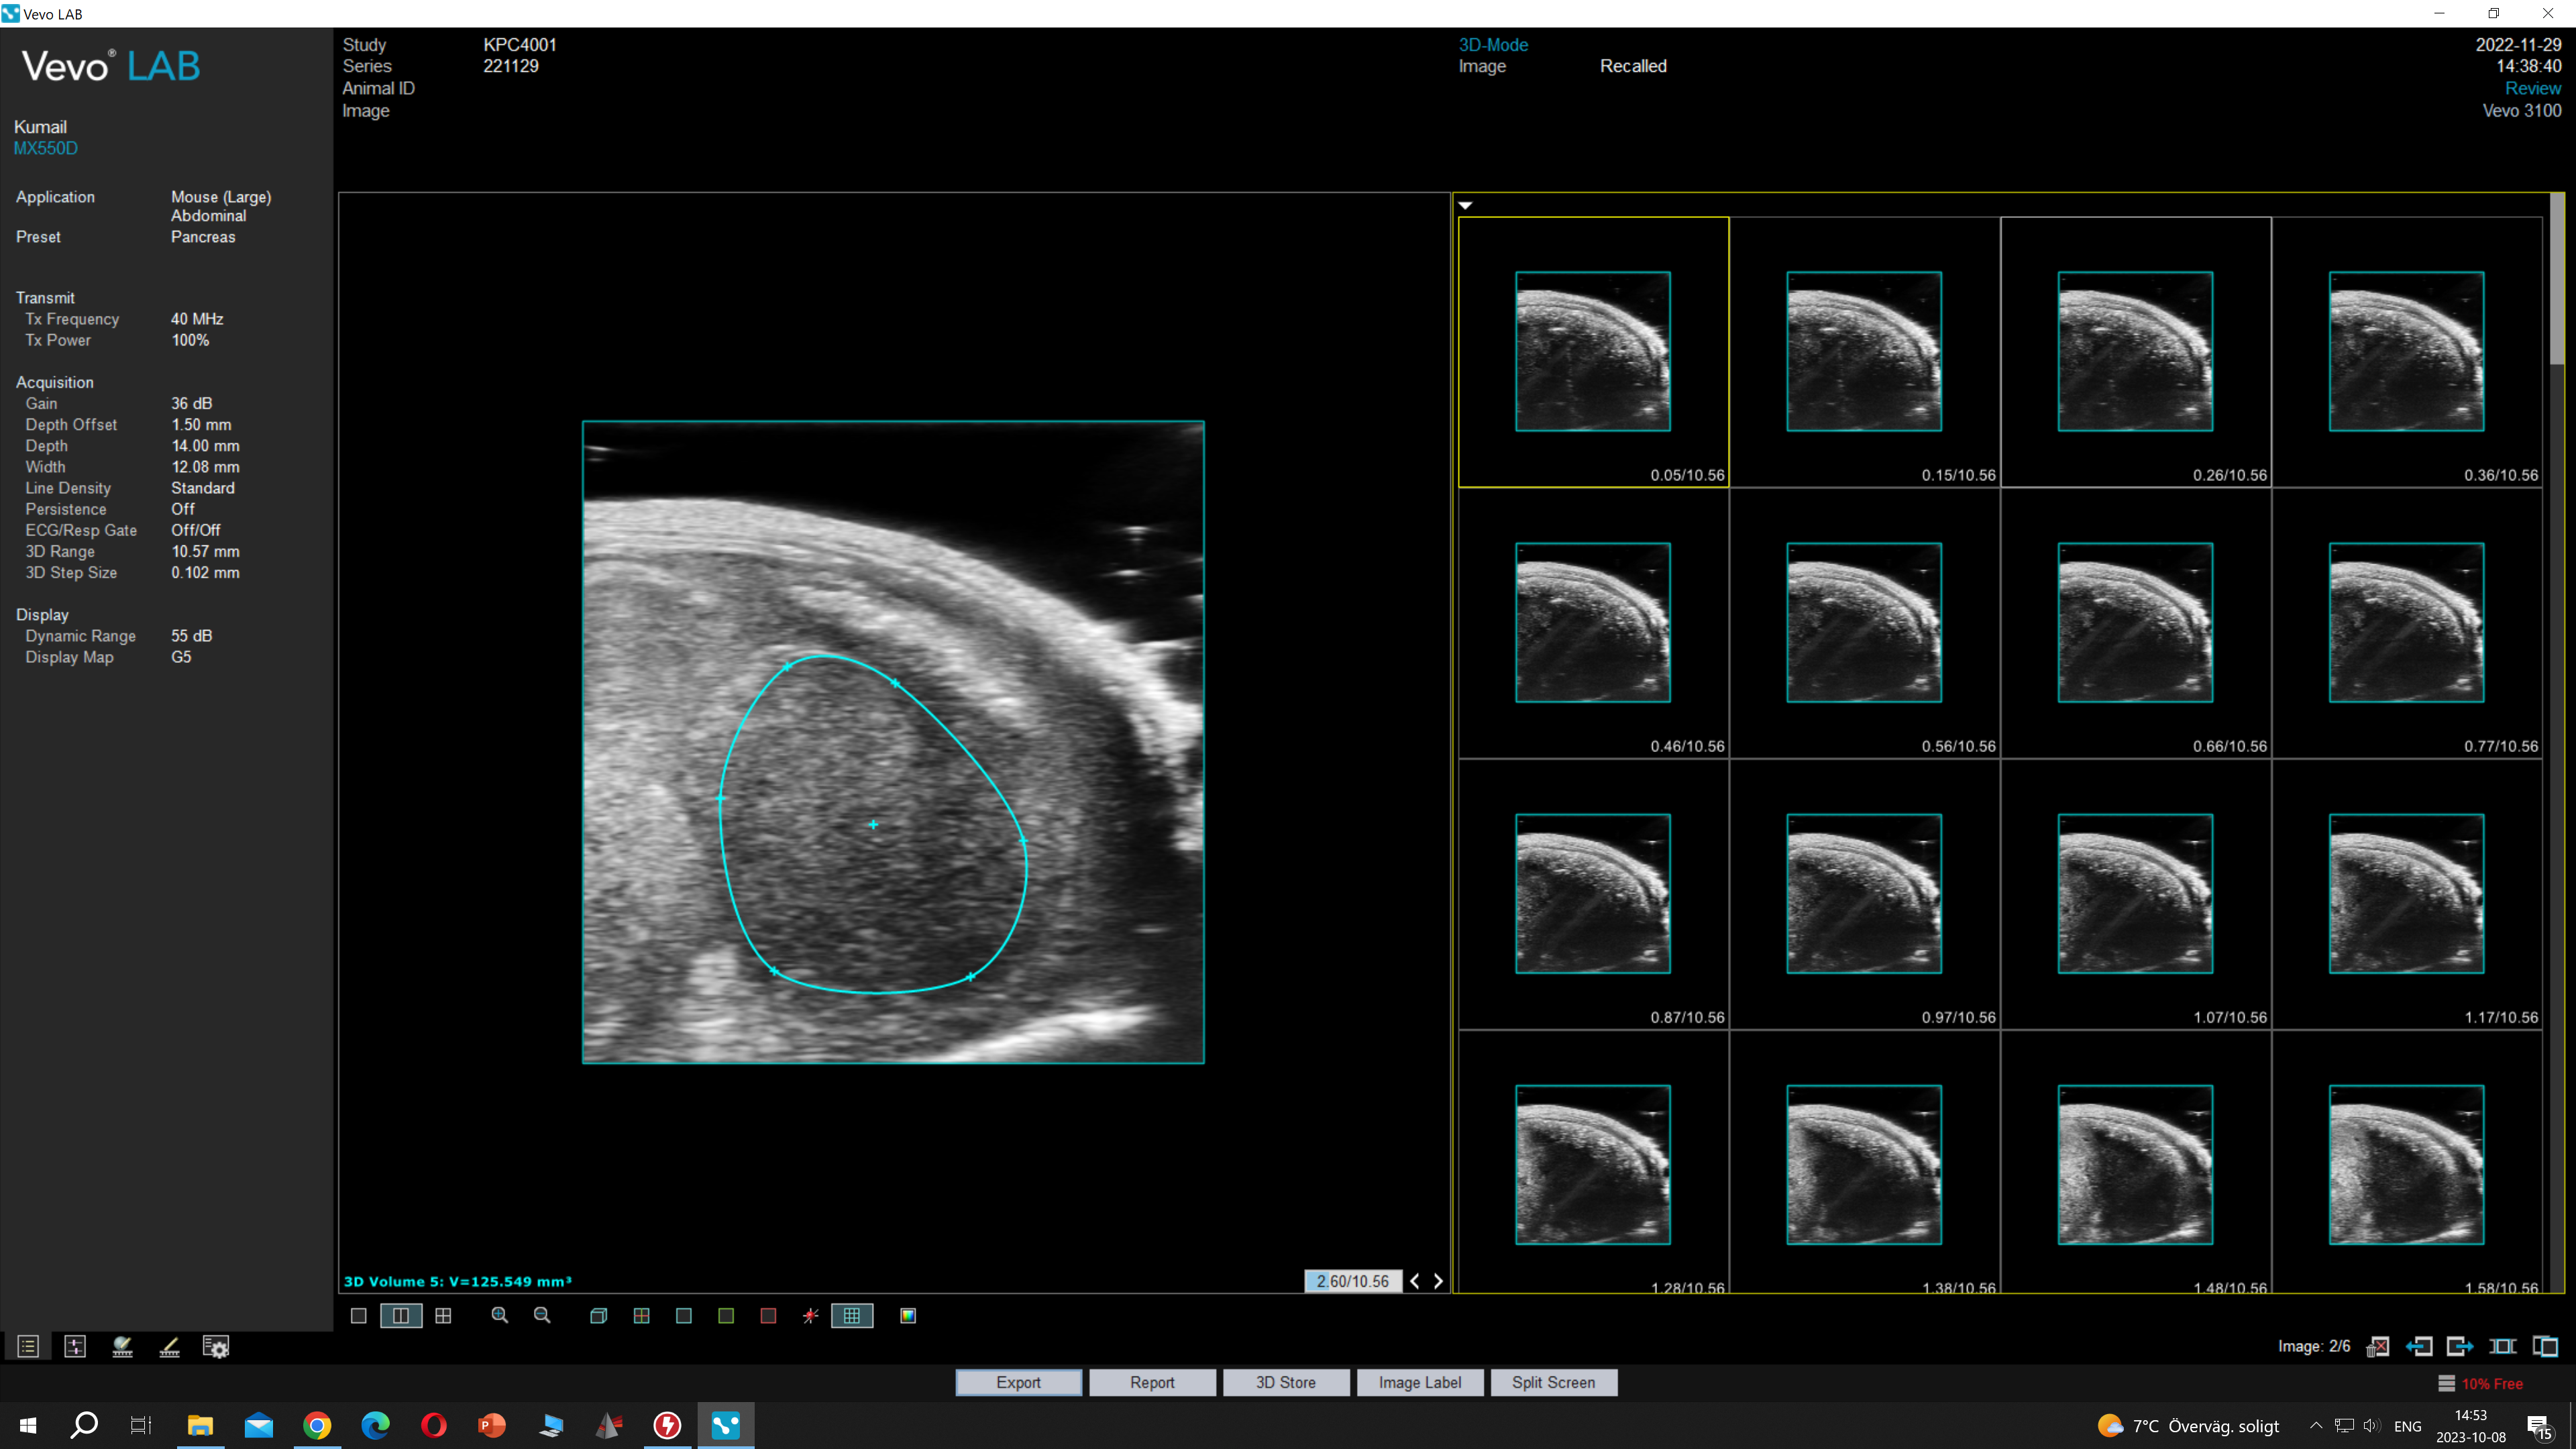 Vevo LAB
Vevo® LAB
Kumail
MX550D
Application Mouse (Large)
Abdominal
Preset Pancreas
Transmit
Tx Frequency 40 MHz
Tx Power 100%
Acquisition
Gain 36 dB
Depth Offset 1.50 mm
Depth 14.00 mm
Width 12.08 mm
Line Density Standard
Persistence Off
ECG/Resp Gate Off/Off
3D Range 10.57 mm
3D Step Size 0.102 mm
Display
Dynamic Range 55 dB
Display Map G5
Study KPC4001
Series 221129
Animal ID
Image
3D-Mode
Image Recalled
2022-11-29
14:38:40
Review
Vevo 3100
0.05/10.56 0.15/10.56 0.26/10.56 0.36/10.56
0.46/10.56 0.56/10.56 0.66/10.56 0.77/10.56
0.87/10.56 0.97/10.56 1.07/10.56 1.17/10.56
1.28/10.56 1.38/10.56 1.48/10.56 1.58/10.56
3D Volume 5: V=125.549 mm³
2.60/10.56
Image: 2/6
Export Report 3D Store Image Label Split Screen
10% Free
7°C Överväg. soligt
ENG
14:53
2023-10-08
15